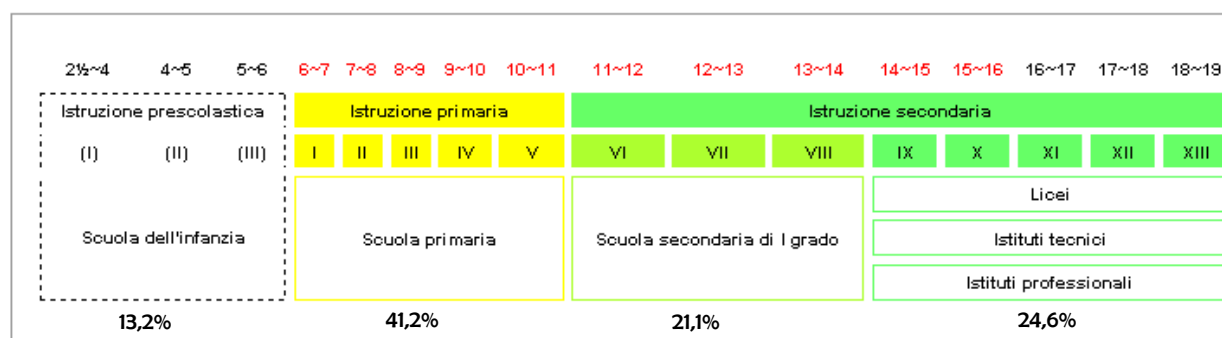 2½~4 4~5 5~6 6~7 7~8 8~9 9~10 10~11 11~12 12~13 13~14 14~15 15~16 16~17 17~18 18~19
Istruzione prescolastica Istruzione primaria Istruzione secondaria
(I) (II) (III) I II III IV V VI VII VIII IX X XI XII XIII
Licei
Scuola dell'infanzia Scuola primaria Scuola secondaria di I grado Istituti tecnici
Istituti professionali
13,2% 41,2% 21,1% 24,6%